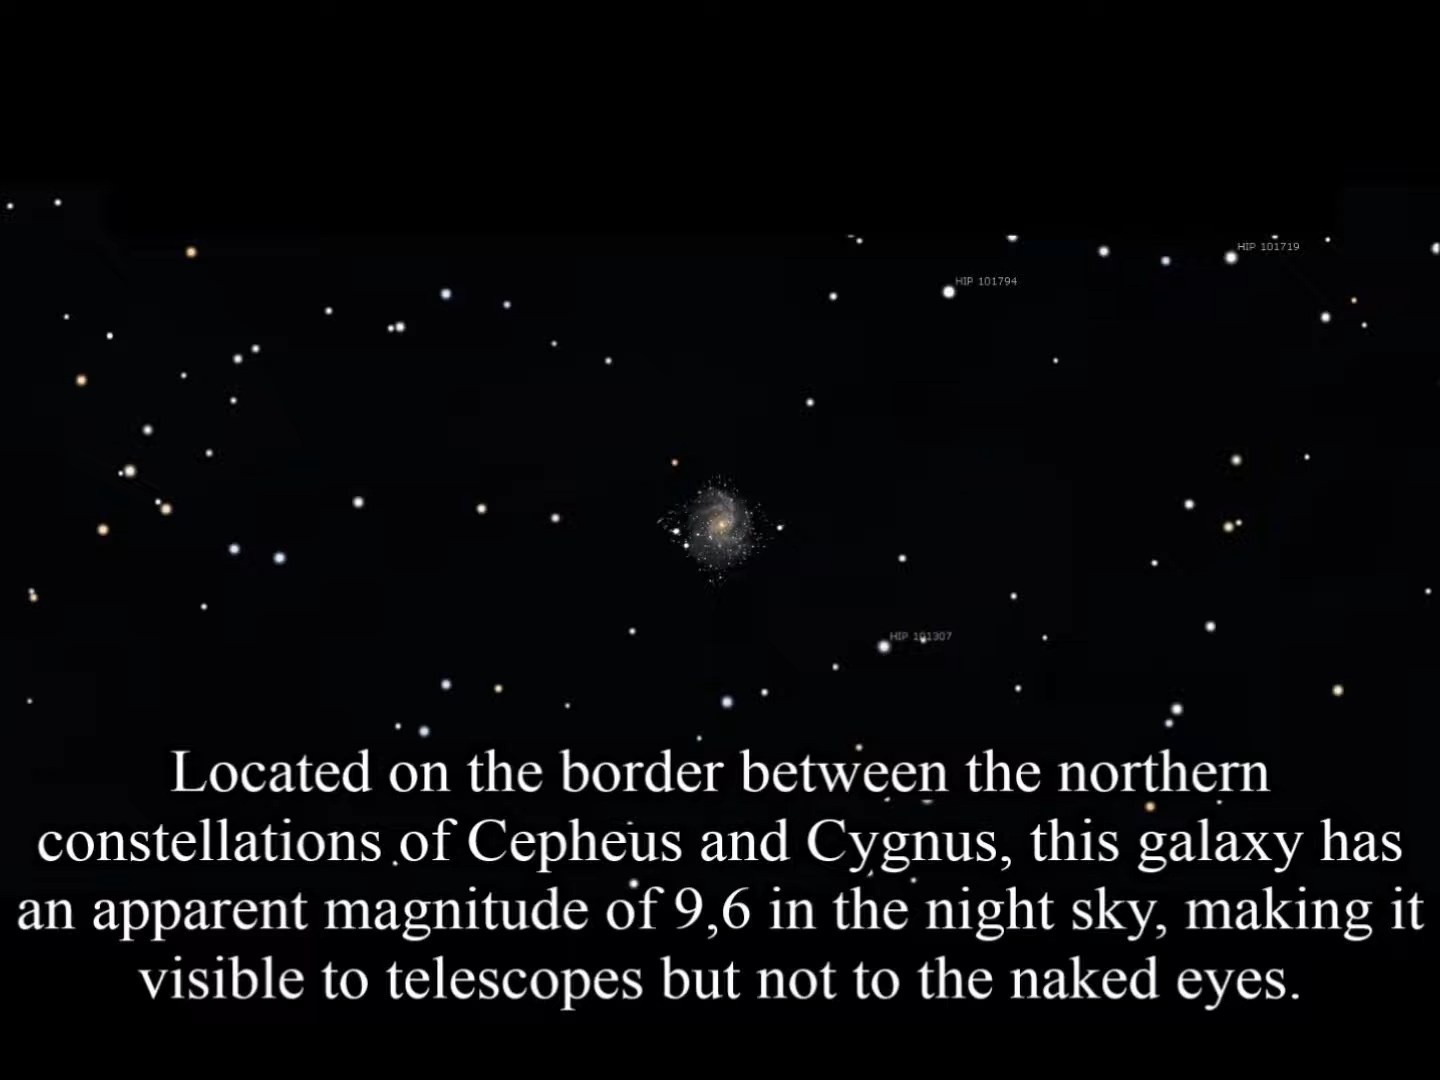 HIP 101719
HIP 101794
HIP 101307
Located on the border between the northern
constellations of Cepheus and Cygnus, this galaxy has
an apparent magnitude of 9,6 in the night sky, making it
visible to telescopes but not to the naked eyes.